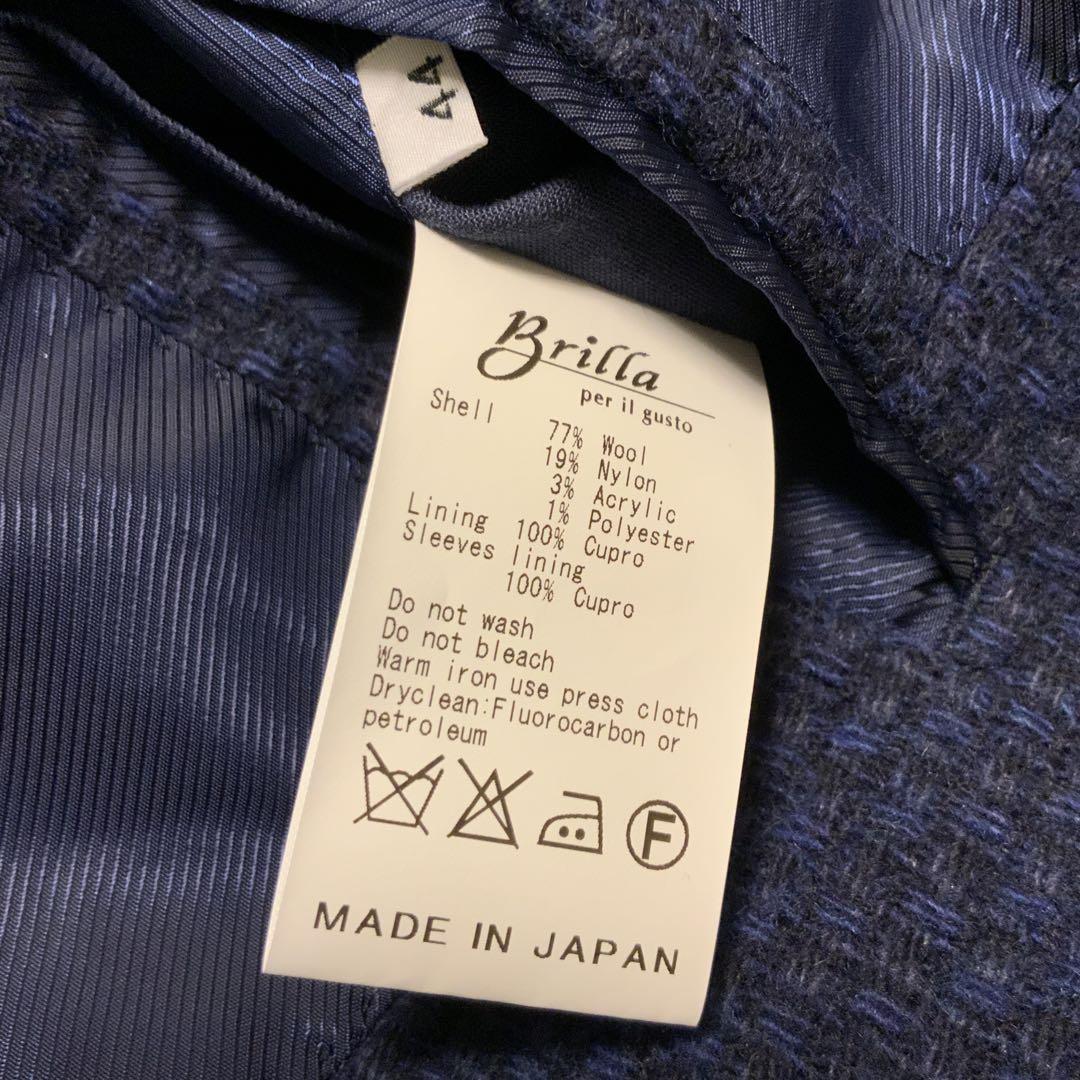 44
Brilla
per il gusto
Shell
77% Wool
19% Nylon
3% Acrylic
1% Polyester
Lining 100% Cupro
Sleeves lining
100% Cupro
Do not wash
Do not bleach
Warm iron use press cloth
Dryclean:Fluorocarbon or
petroleum
F
MADE IN JAPAN